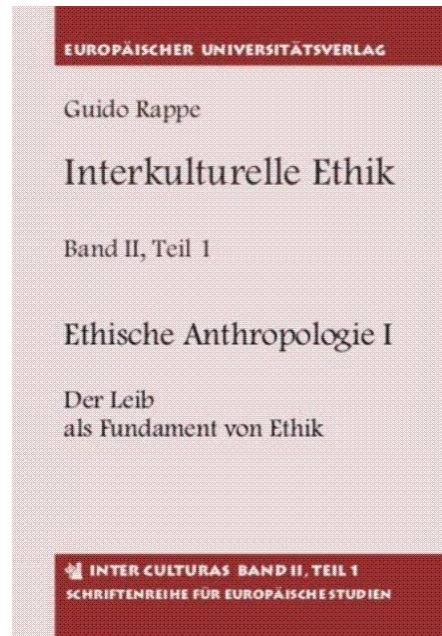 EUROPÄISCHER UNIVERSITÄTSVERLAG
Guido Rappe
Interkulturelle Ethik
Band II, Teil 1
Ethische Anthropologie I
Der Leib
als Fundament von Ethik
INTER CULTURAS BAND II, TEIL 1
SCHRIFTENREIHE FÜR EUROPÄISCHE STUDIEN